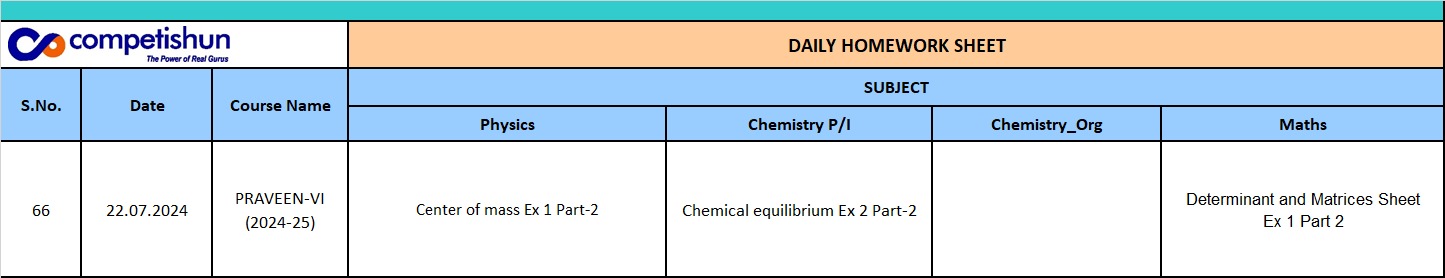 competishun
The Power of Real Gurus
DAILY HOMEWORK SHEET
S.No.
Date
Course Name
SUBJECT
Physics
Chemistry P/I
Chemistry_Org
Maths
66
22.07.2024
PRAVEEN-VI
(2024-25)
Center of mass Ex 1 Part-2
Chemical equilibrium Ex 2 Part-2
Determinant and Matrices Sheet
Ex 1 Part 2